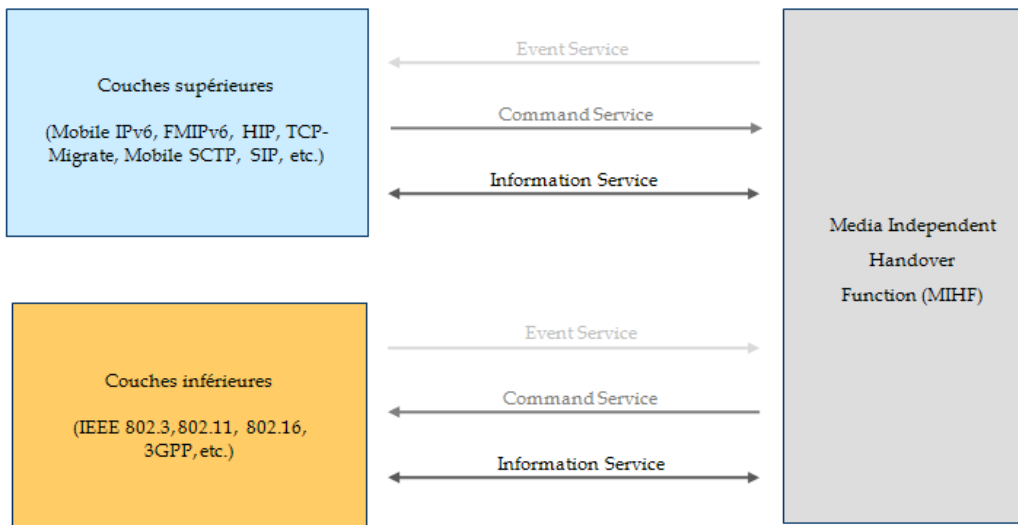 Couches supérieures
(Mobile IPv6, FMIPv6, HIP, TCP-
Migrate, Mobile SCTP, SIP, etc.)
Event Service
Command Service
Information Service
Media Independent
Handover
Function (MIHF)
Couches inférieures
(IEEE 802.3,802.11, 802.16,
3GPP,etc.)
Event Service
Command Service
Information Service